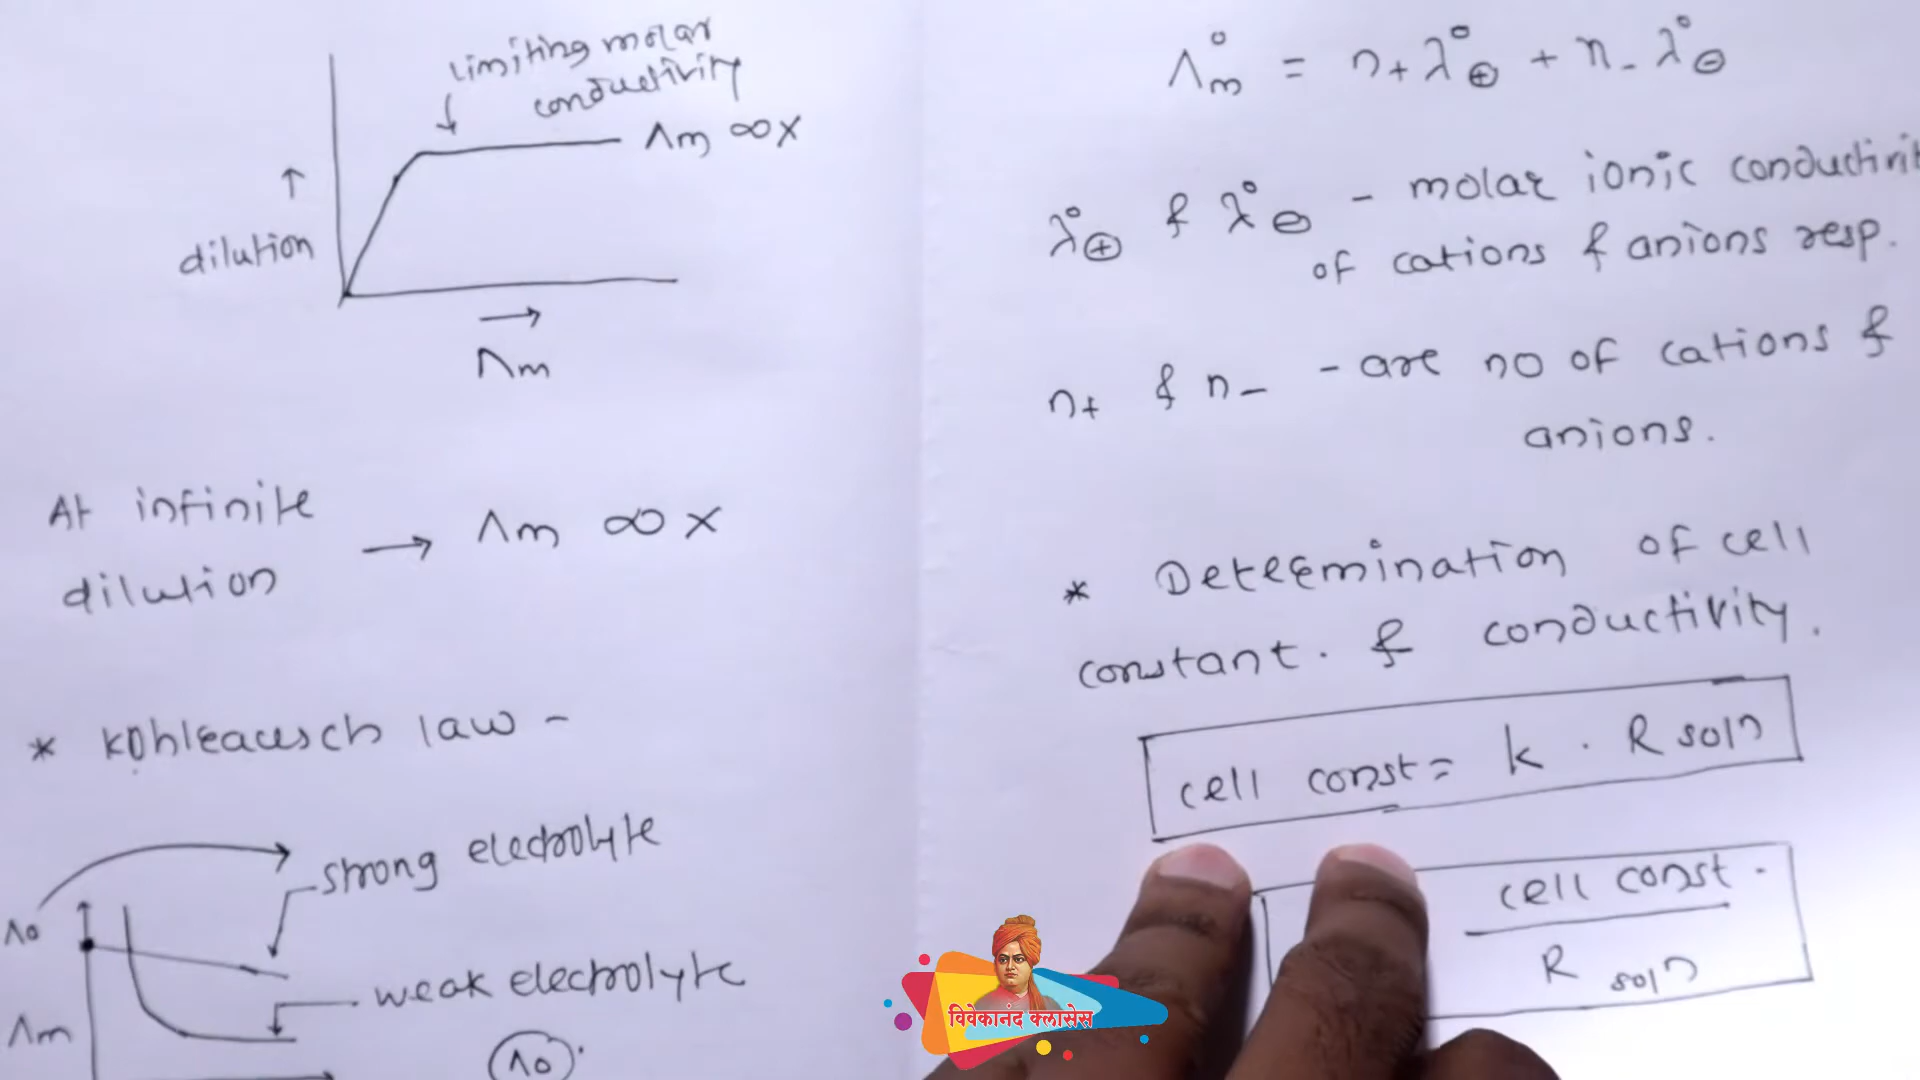 Limiting molar
conductivity
Λm ∞ X
↑
dilution
→
Λm
At infinite
dilution → Λm ∞ X
* Kohlrausch law -
strong electrolyte
Λo
weak electrolyte
Λm
Λo
Λ°m = n+ λ°⊕ + n- λ°⊖
λ°⊕ & λ°⊖ - molar ionic conductivit
of cations & anions resp.
n+ & n- - are no of cations &
anions.
* Determination of cell
constant. & conductivity.
cell const = k . R soln
cell const.
R soln
विवेकानंद क्लासेस